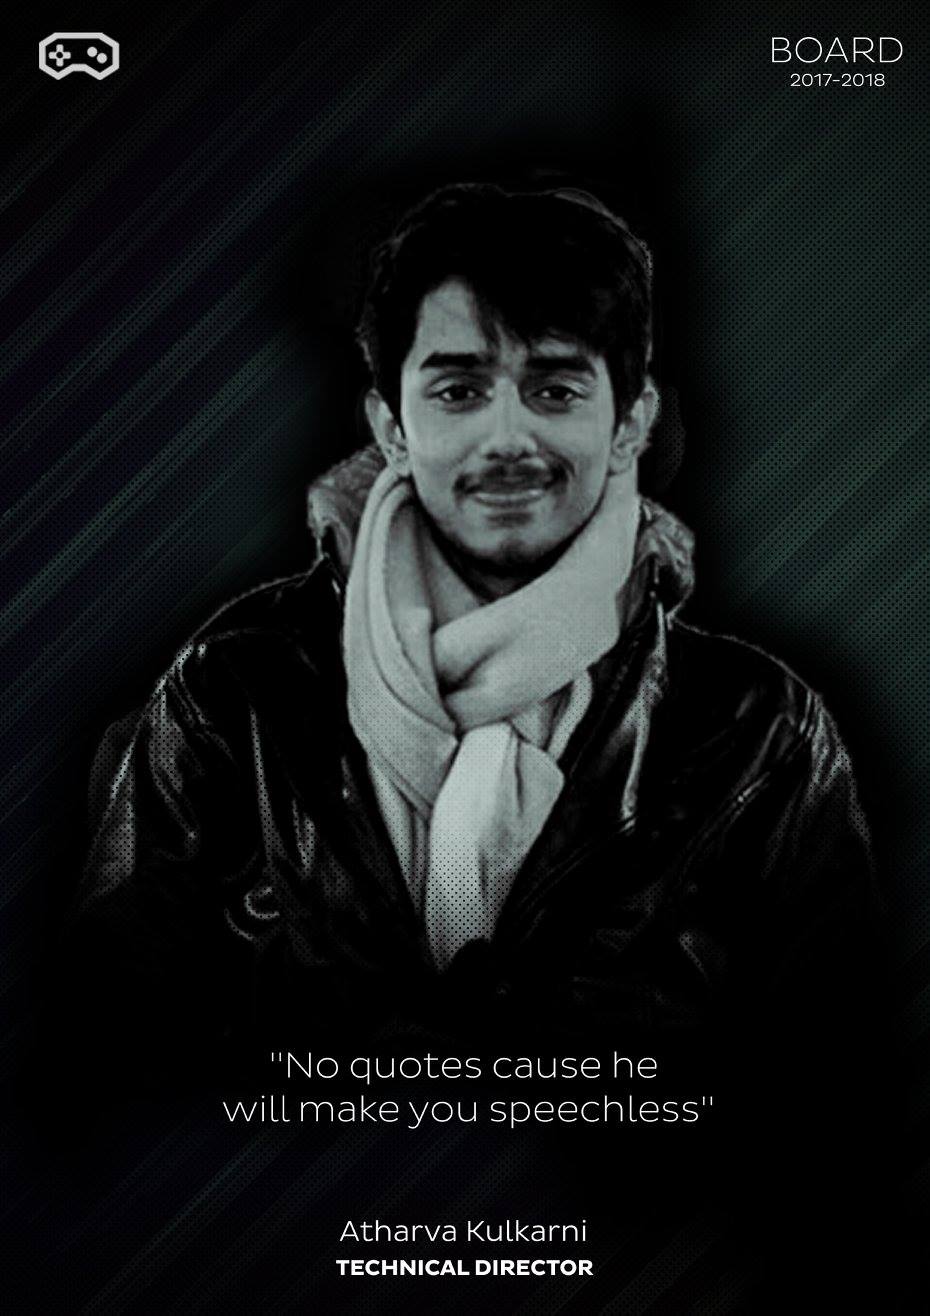 BOARD
2017-2018
"No quotes cause he
will make you speechless"
Atharva Kulkarni
TECHNICAL DIRECTOR